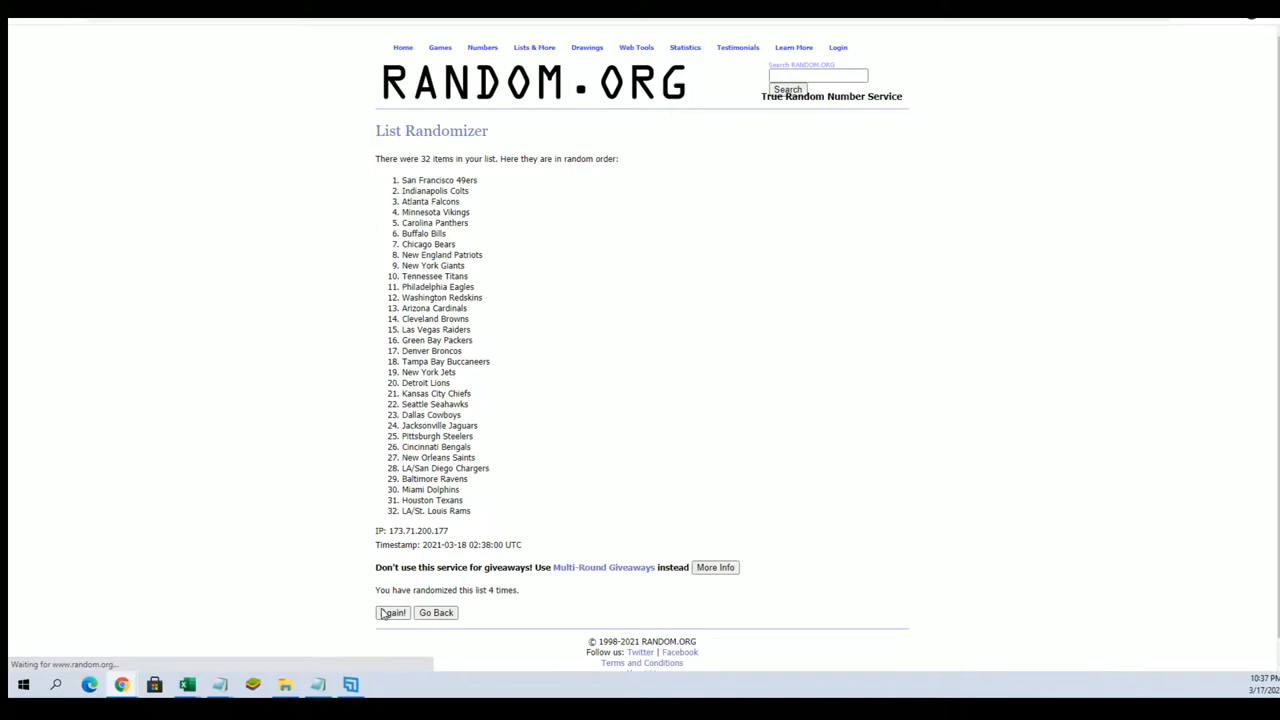 Home Games Numbers Lists & More Drawings Web Tools Statistics Testimonials Learn More Login
Search RANDOM.ORG
RANDOM.ORG
Search
True Random Number Service
List Randomizer
There were 32 items in your list. Here they are in random order:
1. San Francisco 49ers
2. Indianapolis Colts
3. Atlanta Falcons
4. Minnesota Vikings
5. Carolina Panthers
6. Buffalo Bills
7. Chicago Bears
8. New England Patriots
9. New York Giants
10. Tennessee Titans
11. Philadelphia Eagles
12. Washington Redskins
13. Arizona Cardinals
14. Cleveland Browns
15. Las Vegas Raiders
16. Green Bay Packers
17. Denver Broncos
18. Tampa Bay Buccaneers
19. New York Jets
20. Detroit Lions
21. Kansas City Chiefs
22. Seattle Seahawks
23. Dallas Cowboys
24. Jacksonville Jaguars
25. Pittsburgh Steelers
26. Cincinnati Bengals
27. New Orleans Saints
28. LA/San Diego Chargers
29. Baltimore Ravens
30. Miami Dolphins
31. Houston Texans
32. LA/St. Louis Rams
IP: 173.71.200.177
Timestamp: 2021-03-18 02:38:00 UTC
Don't use this service for giveaways! Use Multi-Round Giveaways instead More Info
You have randomized this list 4 times.
Again! Go Back
© 1998-2021 RANDOM.ORG
Follow us: Twitter | Facebook
Terms and Conditions
Waiting for www.random.org...
10:37 PM
3/17/202